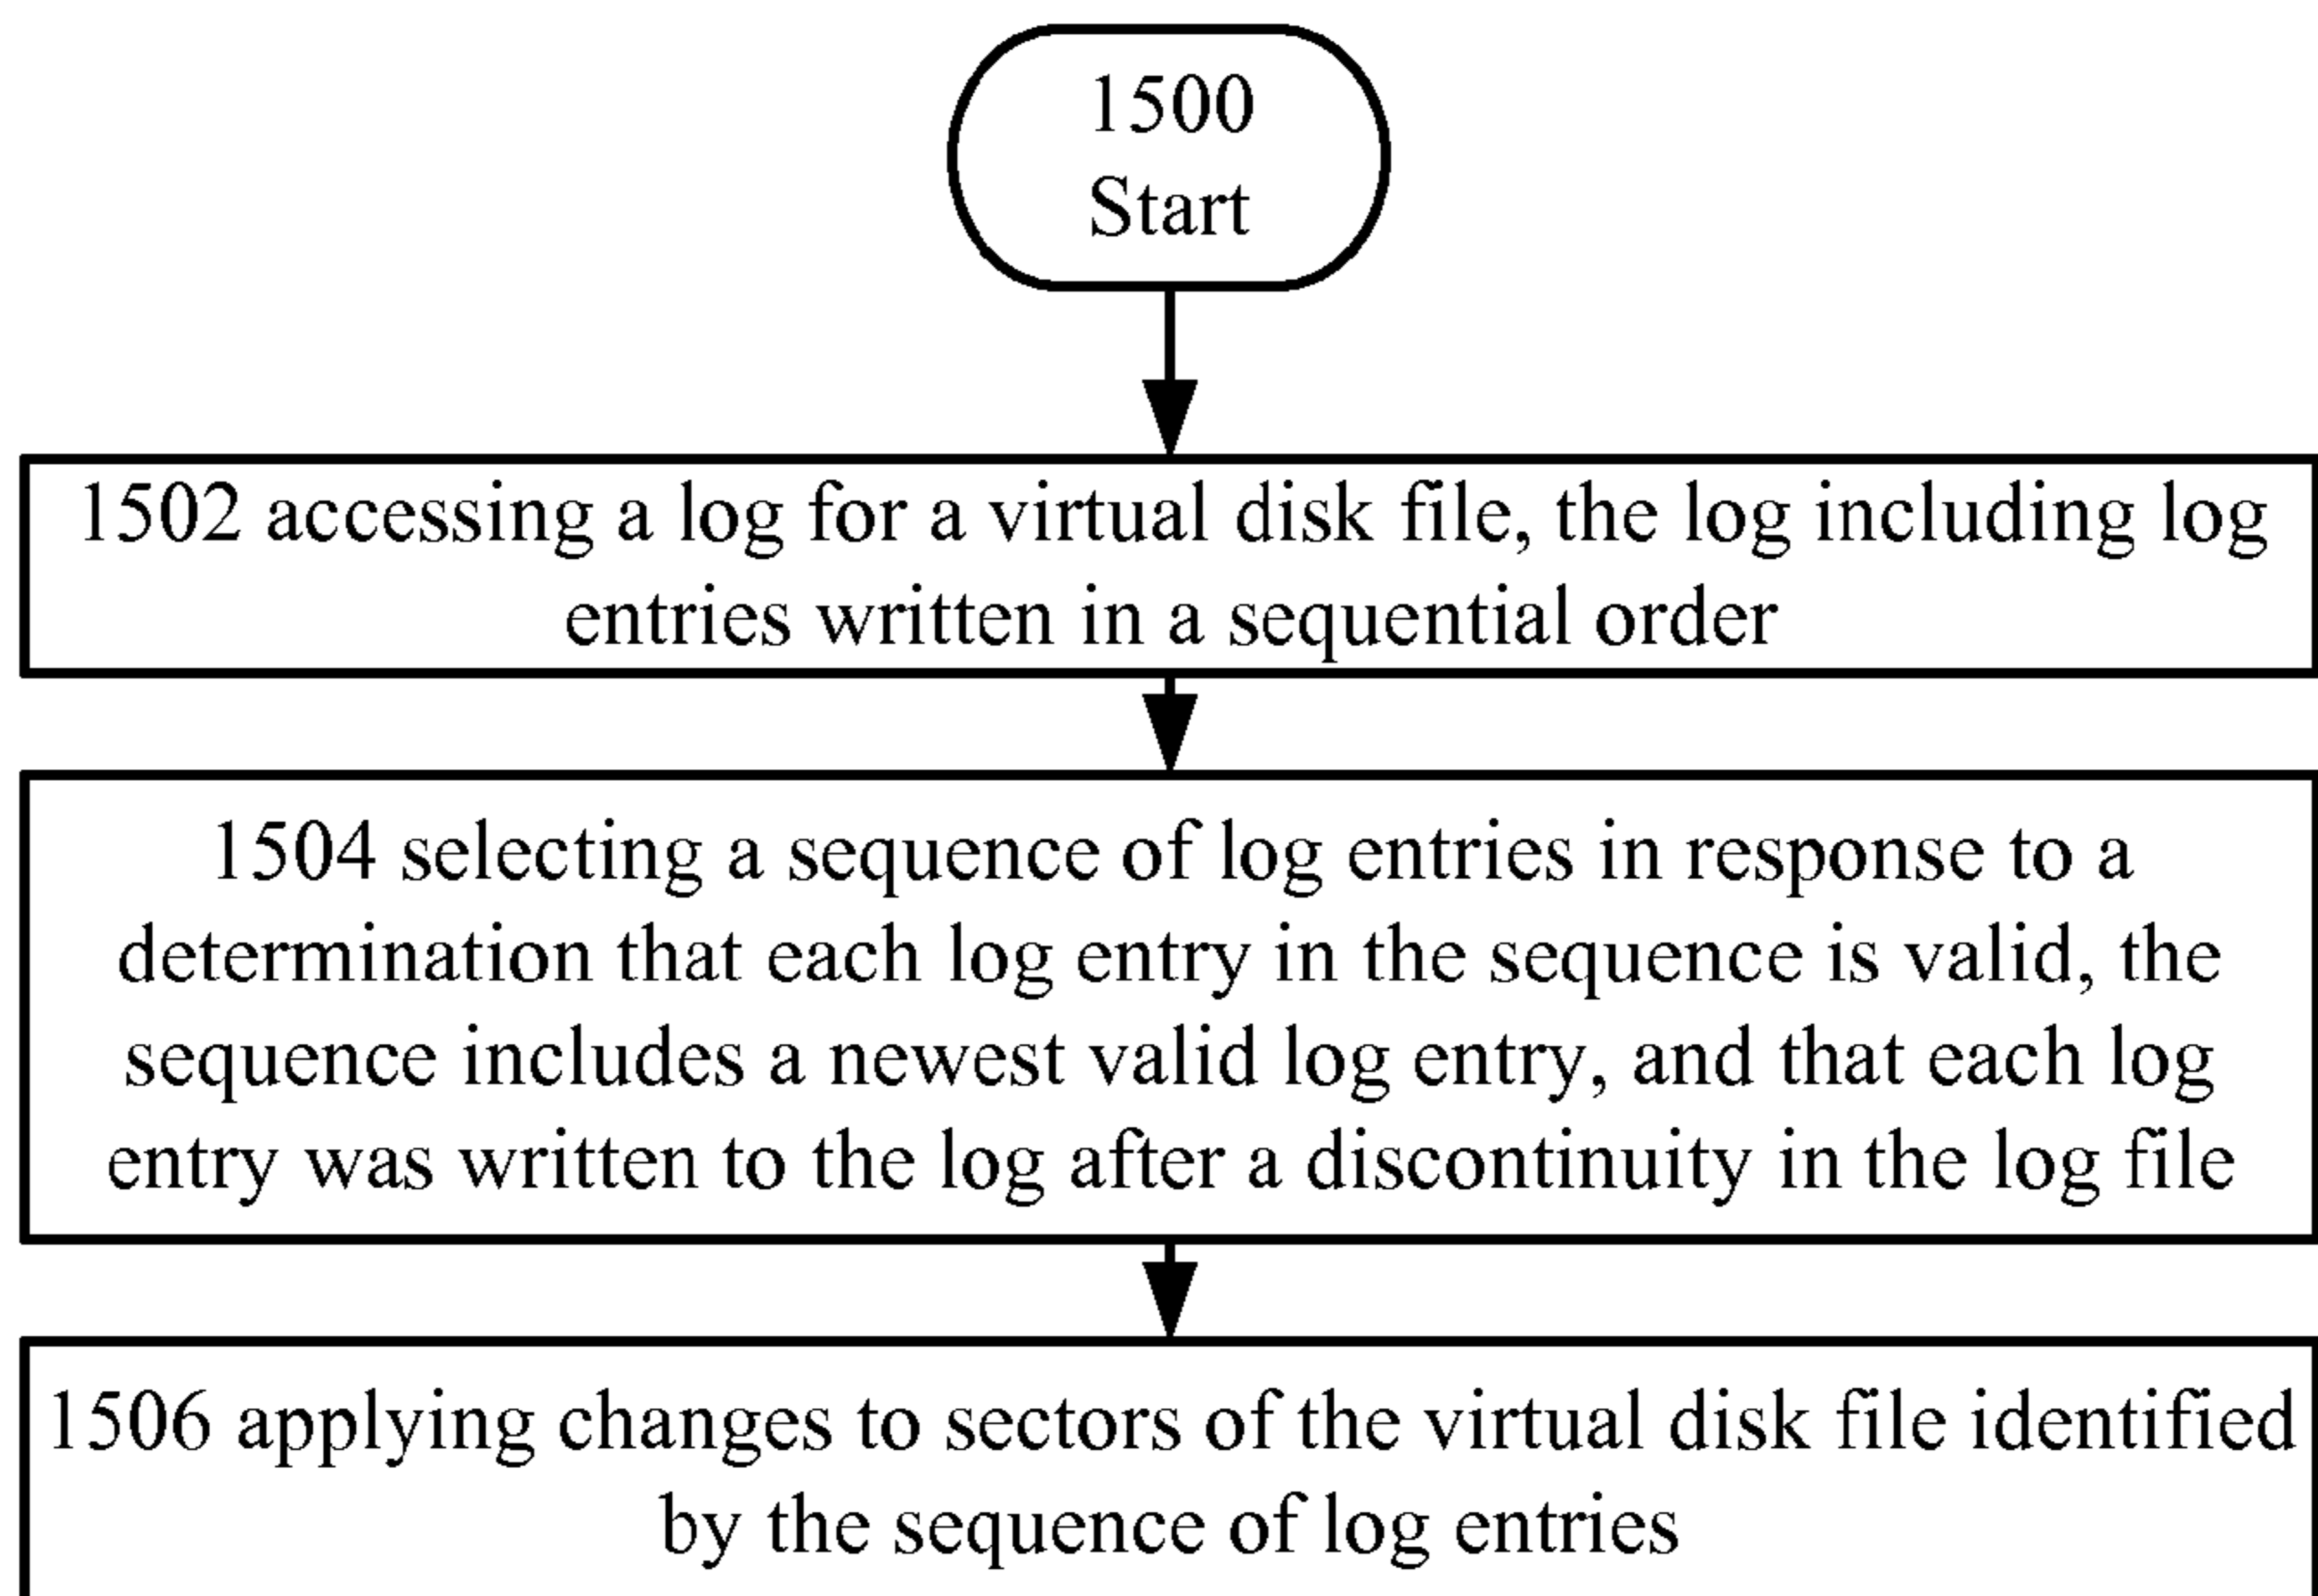 1500
Start
1502 accessing a log for a virtual disk file, the log including log
entries written in a sequential order
1504 selecting a sequence of log entries in response to a
determination that each log entry in the sequence is valid, the
sequence includes a newest valid log entry, and that each log
entry was written to the log after a discontinuity in the log file
1506 applying changes to sectors of the virtual disk file identified
by the sequence of log entries